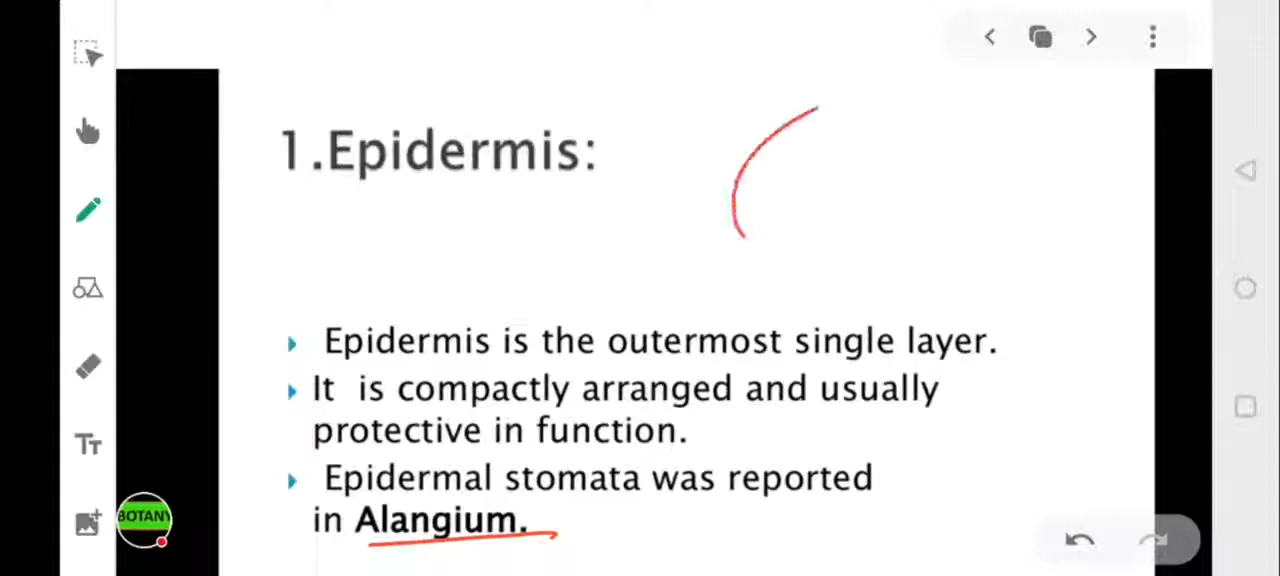 1.Epidermis:
Epidermis is the outermost single layer.
It is compactly arranged and usually
protective in function.
Epidermal stomata was reported
in Alangium.
TT
BOTANY